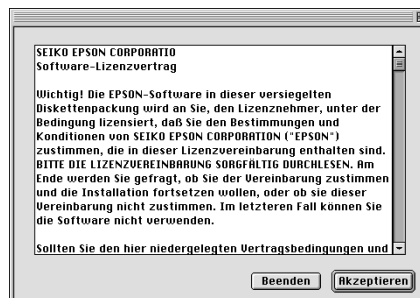 SEIKO EPSON CORPORATIO
Software-Lizenzvertrag
Wichtig! Die EPSON-Software in dieser versiegelten
Diskettenpackung wird an Sie, den Lizenznehmer, unter der
Bedingung lizensiert, daß Sie den Bestimmungen und
Konditionen von SEIKO EPSON CORPORATION ("EPSON")
zustimmen, die in dieser Lizenzvereinbarung enthalten sind.
BITTE DIE LIZENZVEREINBARUNG SORGFÄLTIG DURCHLESEN. Am
Ende werden Sie gefragt, ob Sie der Vereinbarung zustimmen
und die Installation fortsetzen wollen, oder ob sie dieser
Vereinbarung nicht zustimmen. Im letzteren Fall können Sie
die Software nicht verwenden.
Sollten Sie den hier niedergelegten Vertragsbedingungen und
Beenden Akzeptieren